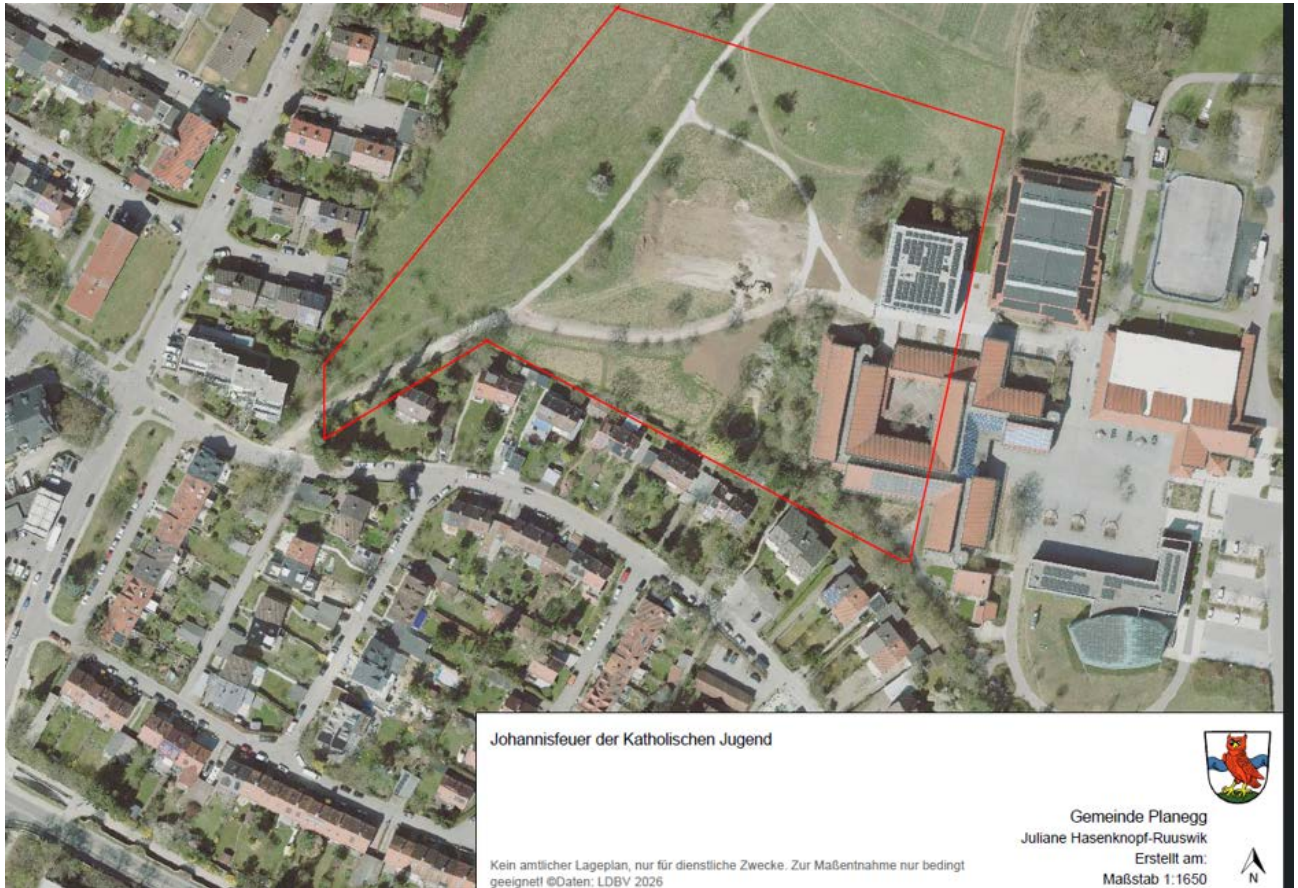 Johannisfeuer der Katholischen Jugend
Gemeinde Planegg
Juliane Hasenknopf-Ruuswik
Erstellt am:
Maßstab 1:1650
Kein amtlicher Lageplan, nur für dienstliche Zwecke. Zur Maßentnahme nur bedingt
geeignet! ©Daten: LDBV 2026
N